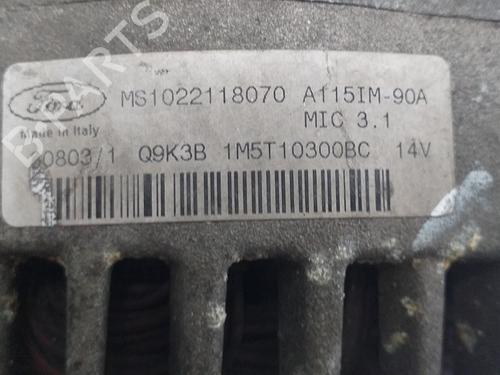 B PARTS
Ford
MS1022118070 A115IM-90A
Made in Italy
MIC 3.1
0803/1 Q9K3B 1M5T10300BC 14V